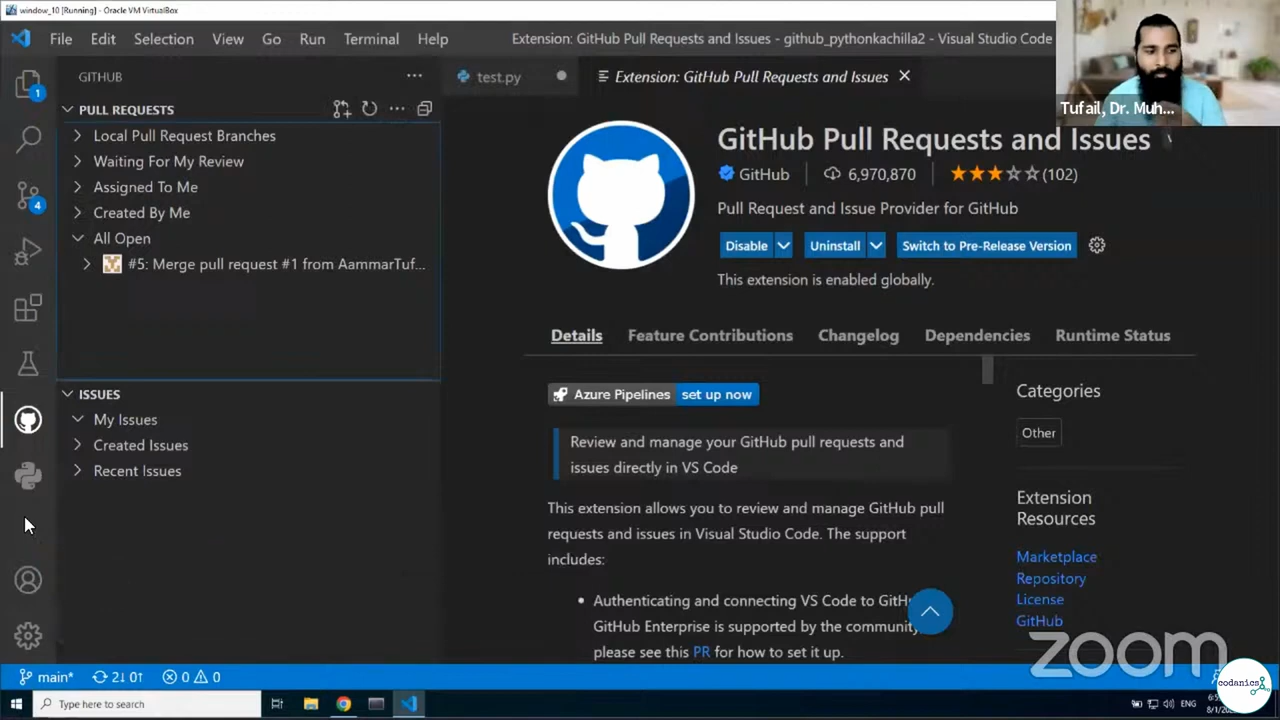 window_10 [Running] - Oracle VM VirtualBox
File Edit Selection View Go Run Terminal Help
Extension: GitHub Pull Requests and Issues - github_pythonkachilla2 - Visual Studio Code
Tufail, Dr. Muh...
GITHUB
test.py
Extension: GitHub Pull Requests and Issues
1
PULL REQUESTS
Local Pull Request Branches
Waiting For My Review
Assigned To Me
4
Created By Me
All Open
#5: Merge pull request #1 from AammarTuf...
ISSUES
My Issues
Created Issues
Recent Issues
GitHub Pull Requests and Issues
GitHub 6,970,870 (102)
Pull Request and Issue Provider for GitHub
Disable Uninstall Switch to Pre-Release Version
This extension is enabled globally.
Details Feature Contributions Changelog Dependencies Runtime Status
Azure Pipelines set up now
Review and manage your GitHub pull requests and
issues directly in VS Code
This extension allows you to review and manage GitHub pull
requests and issues in Visual Studio Code. The support
includes:
• Authenticating and connecting VS Code to
GitHub Enterprise is supported by the community,
please see this PR for how to set it up.
Categories
Other
Extension
Resources
Marketplace
Repository
License
GitHub
zoom
codanics
main* 2↓ 0↑ 0 0
Type here to search
ENG